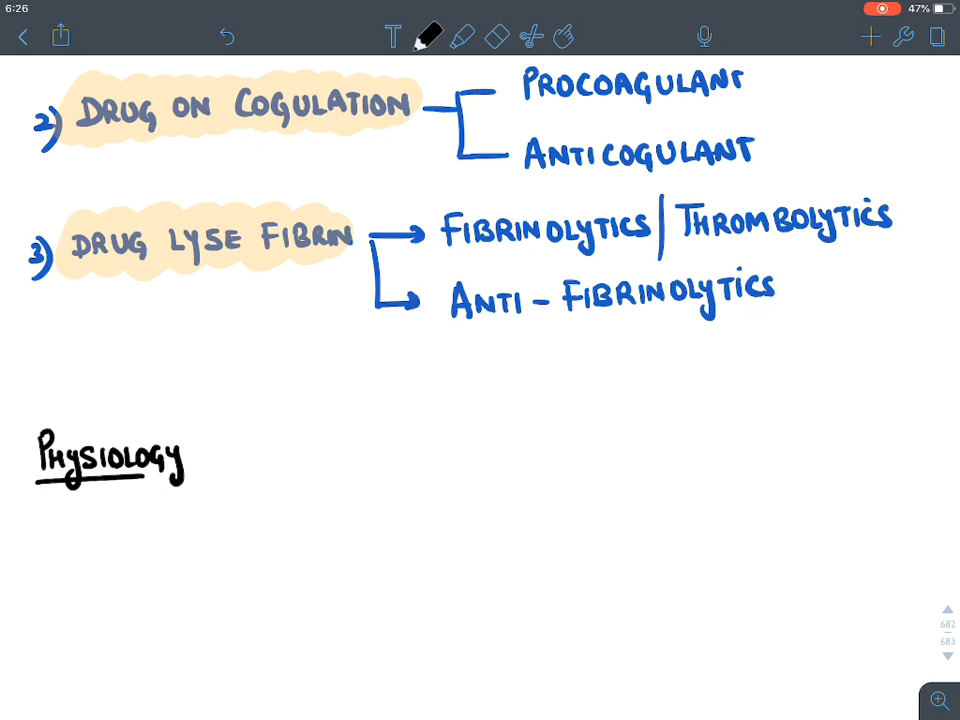 6:26
47%
T
PROCOAGULANT
2) DRUG ON COGULATION
ANTICOGULANT
3) DRUG LYSE FIBRIN
FIBRINOLYTICS / THROMBOLYTICS
ANTI - FIBRINOLYTICS
PHYSIOLOGY
682
683